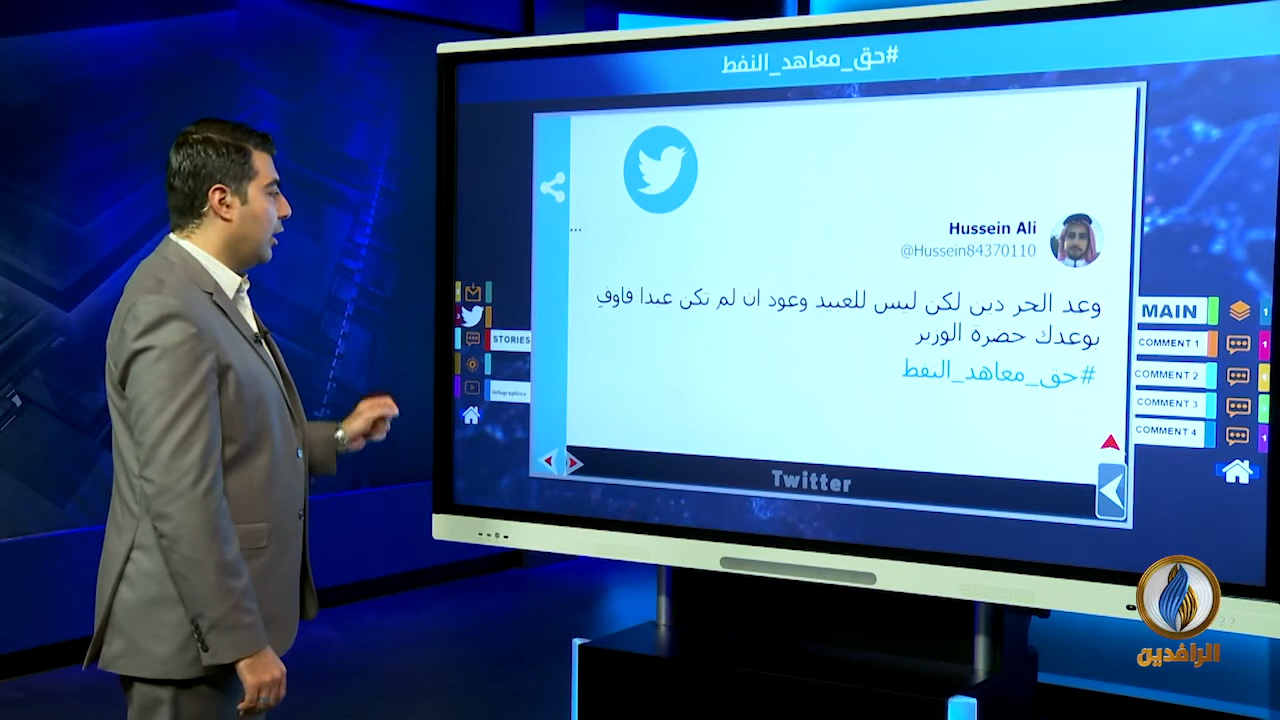 #حق_معاهد_النفط
Hussein Ali
@Hussein84370110
وعد الحر دين لكن ليس للعبيد وعود ان لم تكن عبدا فاوفِ
بوعدك حضرة الوزير
#حق_معاهد_النفط
Twitter
STORIES
Infographics
MAIN
COMMENT 1
COMMENT 2
COMMENT 3
COMMENT 4
الرافدين